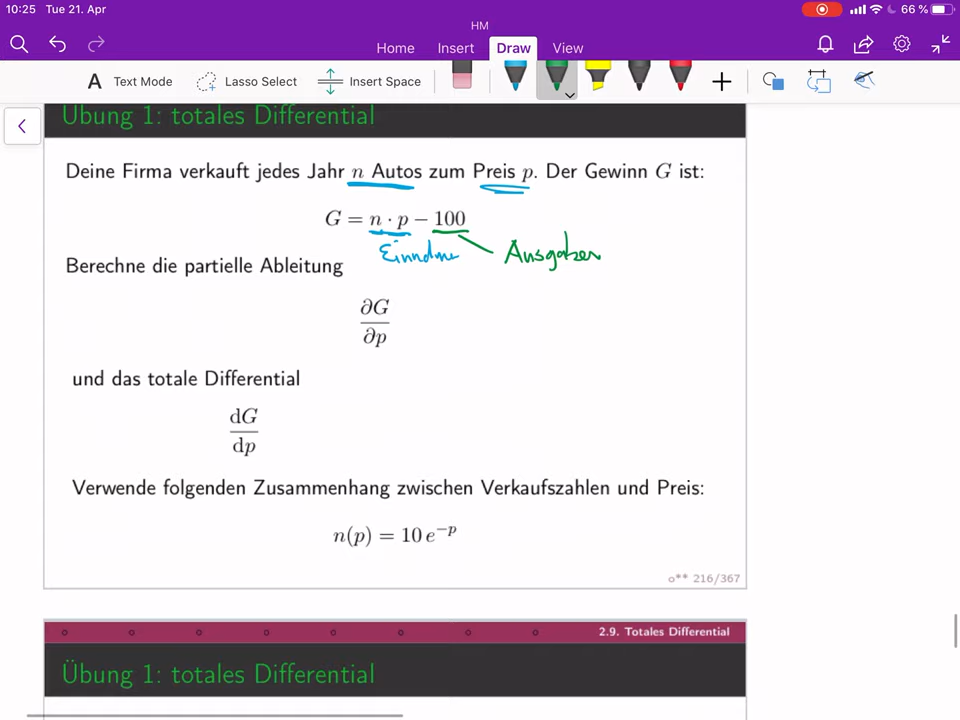 10:25 Tue 21. Apr
66 %
HM
Home Insert Draw View
A Text Mode Lasso Select Insert Space
Übung 1: totales Differential
Deine Firma verkauft jedes Jahr n Autos zum Preis p. Der Gewinn G ist:
G = n · p − 100
Ausgaben
Berechne die partielle Ableitung
∂G
∂p
und das totale Differential
dG
dp
Verwende folgenden Zusammenhang zwischen Verkaufszahlen und Preis:
n(p) = 10 e^{−p}
o** 216/367
2.9. Totales Differential
Übung 1: totales Differential